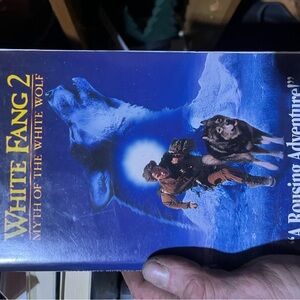 WHITE FANG 2
MYTH OF THE WHITE WOLF
"A Rousing Adventure!"